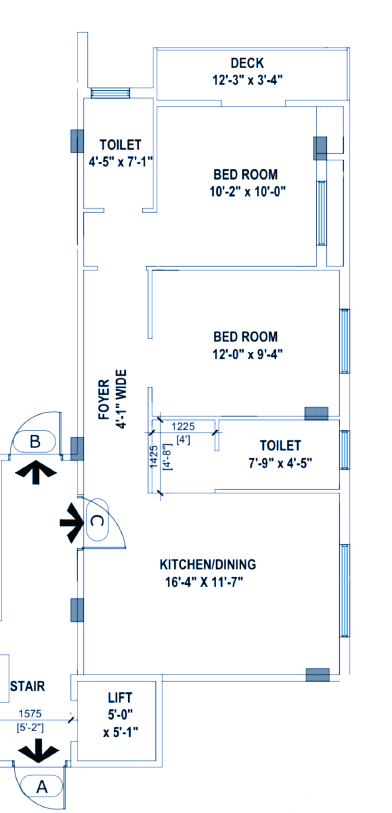 DECK
12'-3" x 3'-4"
TOILET
4'-5" x 7'-1"
BED ROOM
10'-2" x 10'-0"
BED ROOM
12'-0" x 9'-4"
FOYER
4'-1" WIDE
B
1225
[4']
1425
[4'-8"]
TOILET
7'-9" x 4'-5"
C
KITCHEN/DINING
16'-4" X 11'-7"
STAIR
1575
[5'-2"]
LIFT
5'-0"
x 5'-1"
A